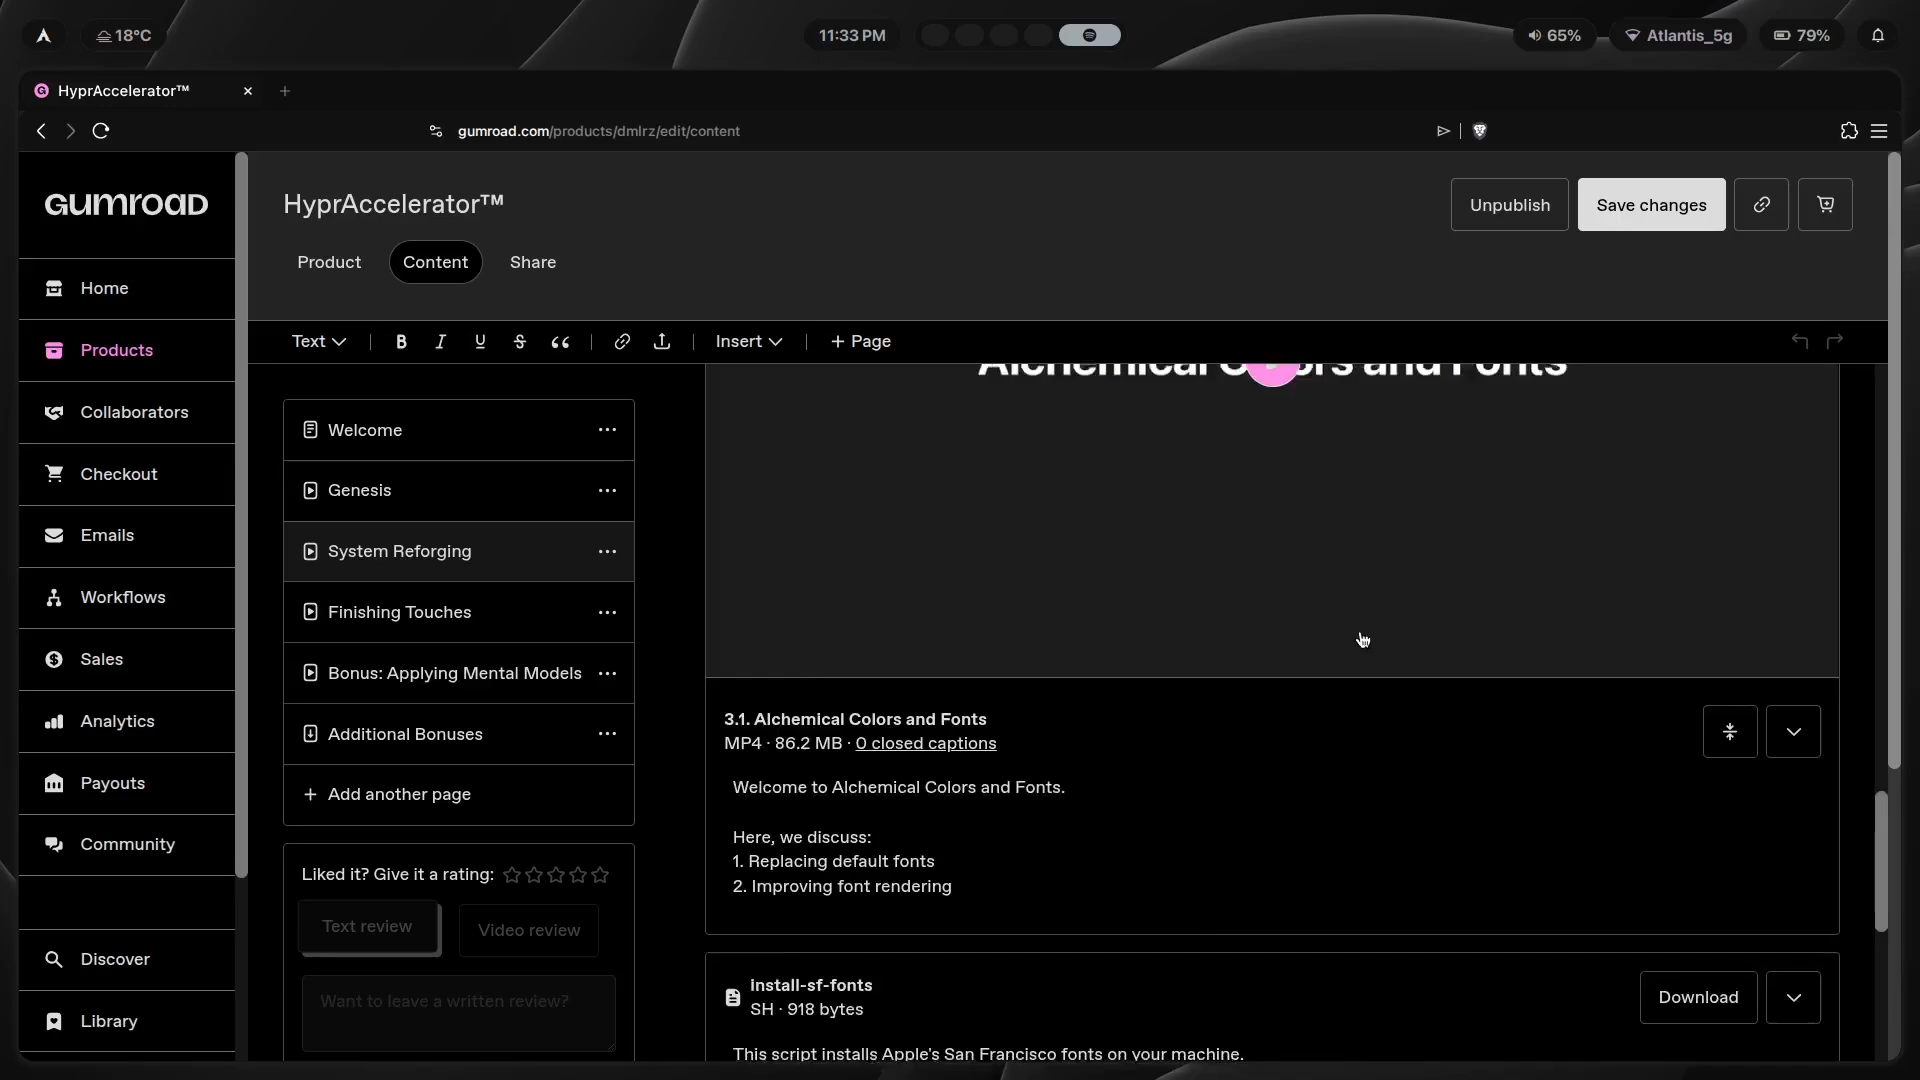 18°C
11:33 PM
65%
Atlantis_5g
79%
HyprAccelerator™
gumroad.com/products/dmlrz/edit/content
GUMROAD
Home
Products
Collaborators
Checkout
Emails
Workflows
Sales
Analytics
Payouts
Community
Discover
Library
HyprAccelerator™
Unpublish
Save changes
Product
Content
Share
Text
B
I
U
S
Insert
+ Page
Welcome
Genesis
System Reforging
Finishing Touches
Bonus: Applying Mental Models
Additional Bonuses
+ Add another page
Liked it? Give it a rating:
Text review
Video review
Want to leave a written review?
Alchemical Colors and Fonts
3.1. Alchemical Colors and Fonts
MP4 · 86.2 MB · 0 closed captions
Welcome to Alchemical Colors and Fonts.
Here, we discuss:
1. Replacing default fonts
2. Improving font rendering
install-sf-fonts
SH · 918 bytes
Download
This script installs Apple's San Francisco fonts on your machine.